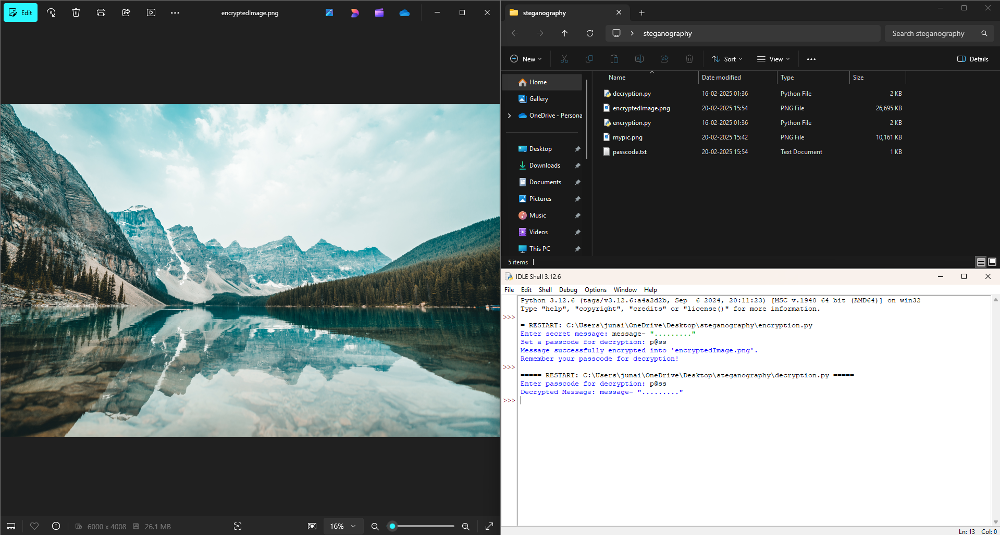 Edit
encryptedImage.png
6000 x 4008
26.1 MB
16%
steganography
steganography
Search steganography
New
Sort
View
Details
Home
Gallery
OneDrive - Persona
Desktop
Downloads
Documents
Pictures
Music
Videos
This PC
Name Date modified Type Size
decryption.py 16-02-2025 01:36 Python File 2 KB
encryptedImage.png 20-02-2025 15:54 PNG File 26,695 KB
encryption.py 16-02-2025 01:36 Python File 2 KB
mypic.png 20-02-2025 15:42 PNG File 10,161 KB
passcode.txt 20-02-2025 15:54 Text Document 1 KB
5 items
IDLE Shell 3.12.6
File Edit Shell Debug Options Window Help
Python 3.12.6 (tags/v3.12.6:a4a2d2b, Sep  6 2024, 20:11:23) [MSC v.1940 64 bit (AMD64)] on win32
Type "help", "copyright", "credits" or "license()" for more information.
>>>
= RESTART: C:\Users\junai\OneDrive\Desktop\steganography\encryption.py
Enter secret message: message- "........."
Set a passcode for decryption: p@ss
Message successfully encrypted into 'encryptedImage.png'.
Remember your passcode for decryption!
>>>
===== RESTART: C:\Users\junai\OneDrive\Desktop\steganography\decryption.py =====
Enter passcode for decryption: p@ss
Decrypted Message: message- "........."
>>>
Ln: 13 Col: 0